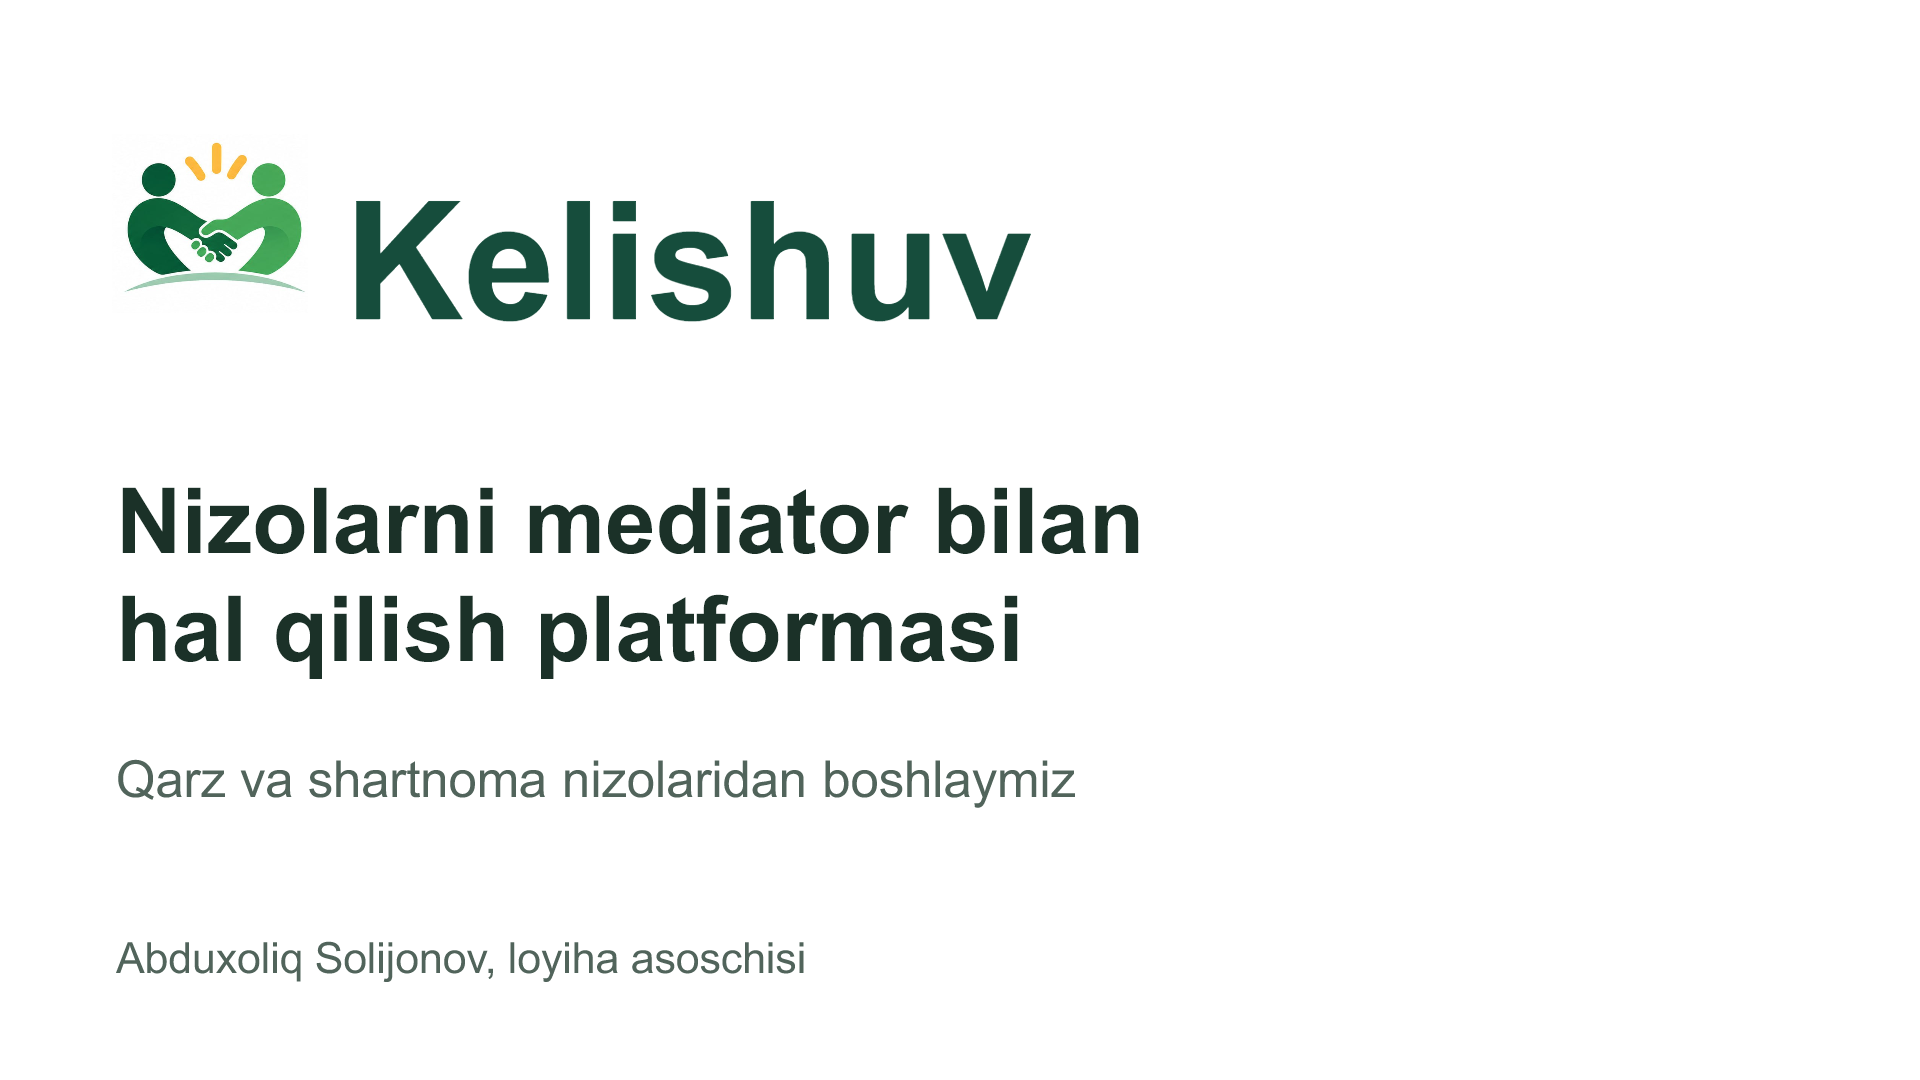 Kelishuv
Nizolarni mediator bilan
hal qilish platformasi
Qarz va shartnoma nizolaridan boshlaymiz
Abduxoliq Solijonov, loyiha asoschisi